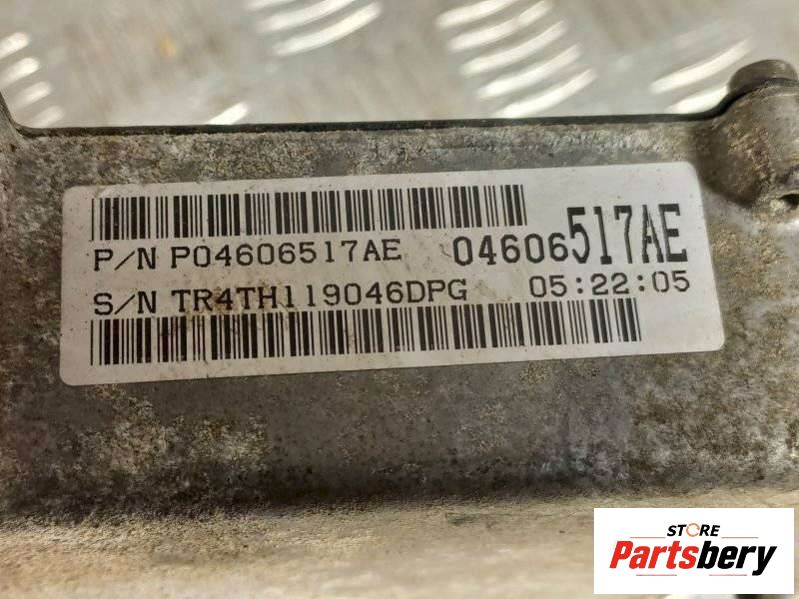 P/N P04606517AE 04606517AE
S/N TR4TH119046DPG 05:22:05
STORE
Partsbery